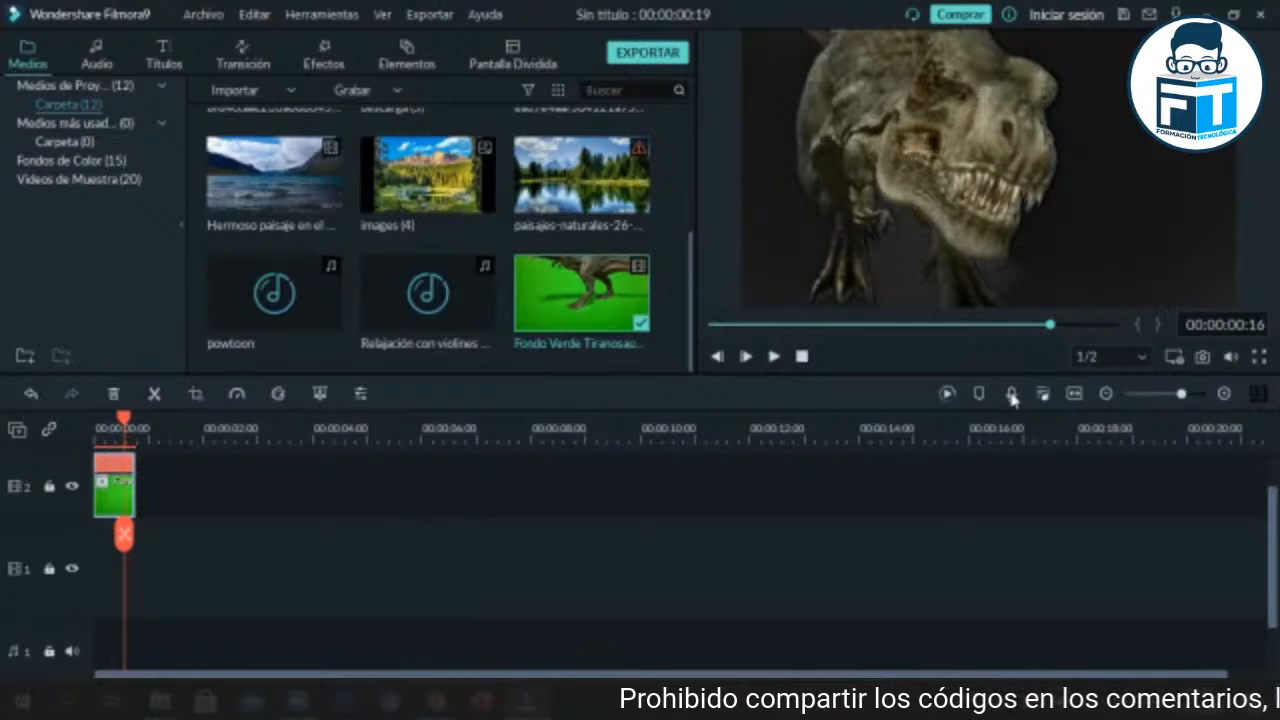 Wondershare Filmora9 Archivo Editar Herramientas Ver Exportar Ayuda Sin título : 00:00:00:19 Comprar Iniciar sesión
Medios Audio Títulos Transición Efectos Elementos Pantalla Dividida EXPORTAR
Medios de Proy... (12)
Carpeta (12)
Medios más usad... (0)
Carpeta (0)
Fondos de Color (15)
Videos de Muestra (20)
Importar Grabar Buscar
Hermoso paisaje en el ... images (4) paisajes-naturales-26-...
powtoon Relajación con violines ... Fondo Verde Tiranosau...
FT
FORMACIÓN TECNOLÓGICA
00:00:00:16
1/2
00:00:00:00 00:00:02:00 00:00:04:00 00:00:06:00 00:00:08:00 00:00:10:00 00:00:12:00 00:00:14:00 00:00:16:00 00:00:18:00 00:00:20:00
2
1
1
Prohibido compartir los códigos en los comentarios,